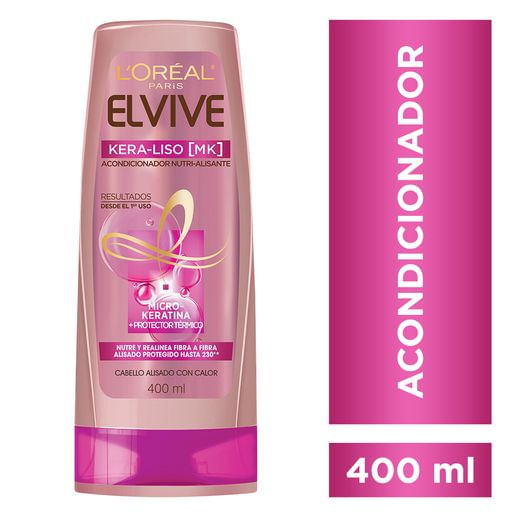 L'ORÉAL
PARIS
ELVIVE
KERA-LISO [MK]
ACONDICIONADOR NUTRI-ALISANTE
RESULTADOS
DESDE EL 1ER USO
MICRO-
KERATINA
+ PROTECTOR TÉRMICO
NUTRE Y REALINEA FIBRA A FIBRA
ALISADO PROTEGIDO HASTA 230°*
CABELLO ALISADO CON CALOR
400 ml
ACONDICIONADOR
400 ml